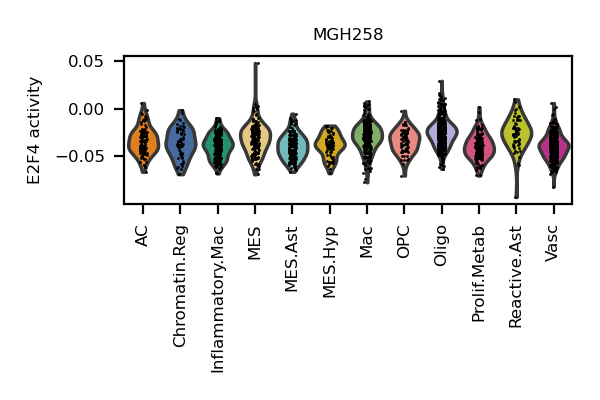 MGH258
E2F4 activity
0.05
0.00
−0.05
AC
Chromatin.Reg
Inflammatory.Mac
MES
MES.Ast
MES.Hyp
Mac
OPC
Oligo
Prolif.Metab
Reactive.Ast
Vasc